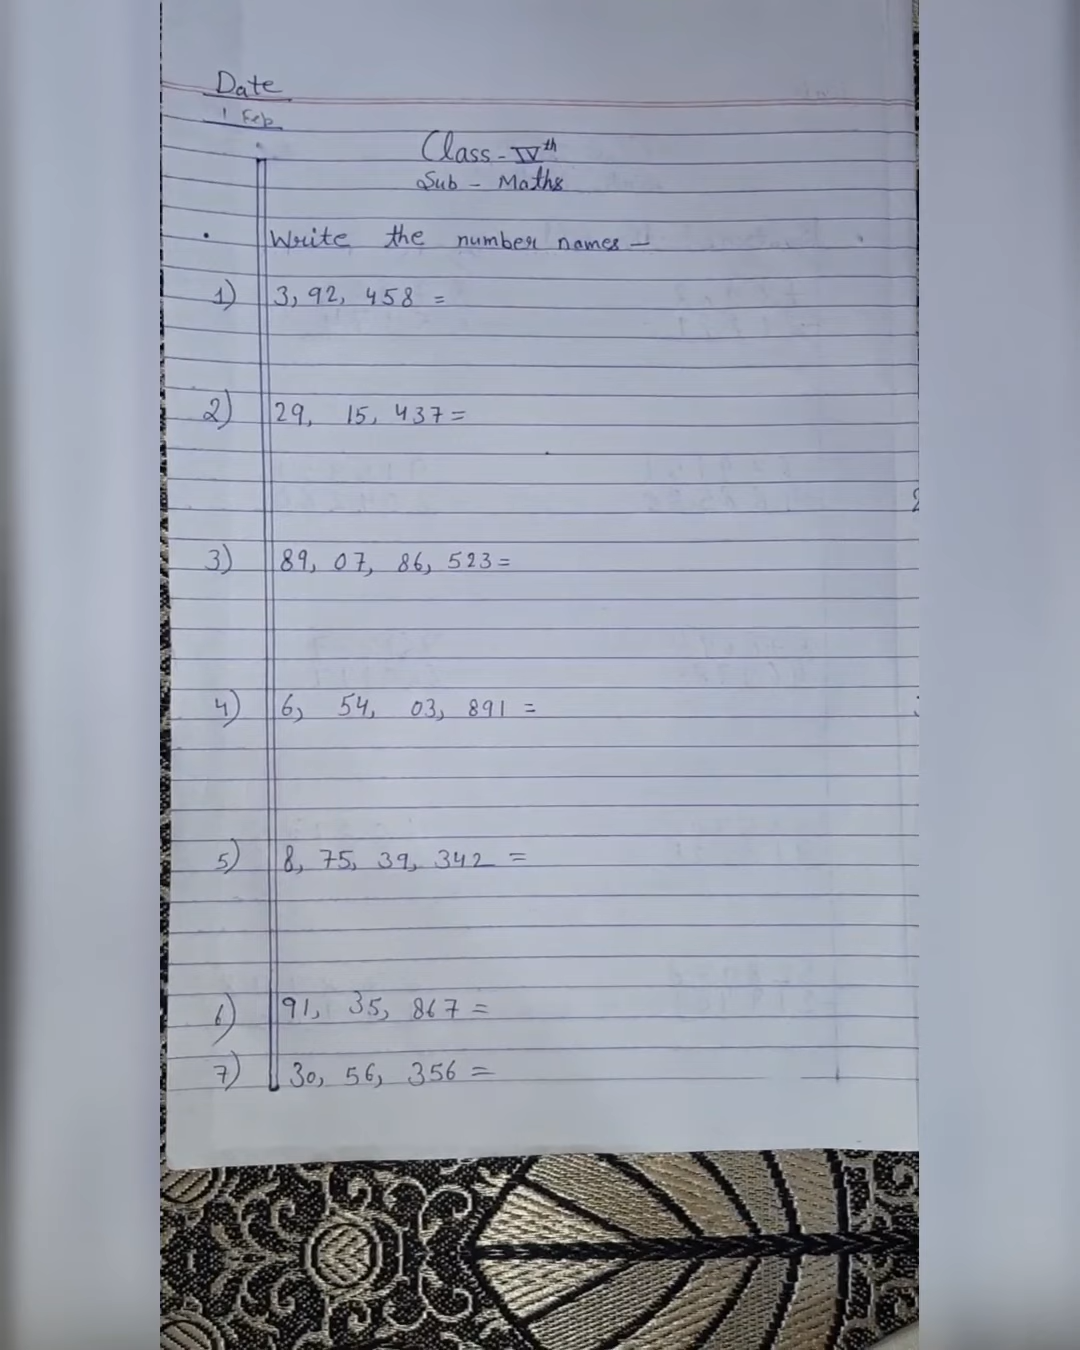 Date
1 Feb
Class - IVth
Sub - Maths
• Write the number names -
1) 3, 92, 458 =
2) 29, 15, 437 =
3) 89, 07, 86, 523 =
4) 6, 54, 03, 891 =
5) 8, 75, 39, 342 =
6) 91, 35, 867 =
7) 30, 56, 356 =